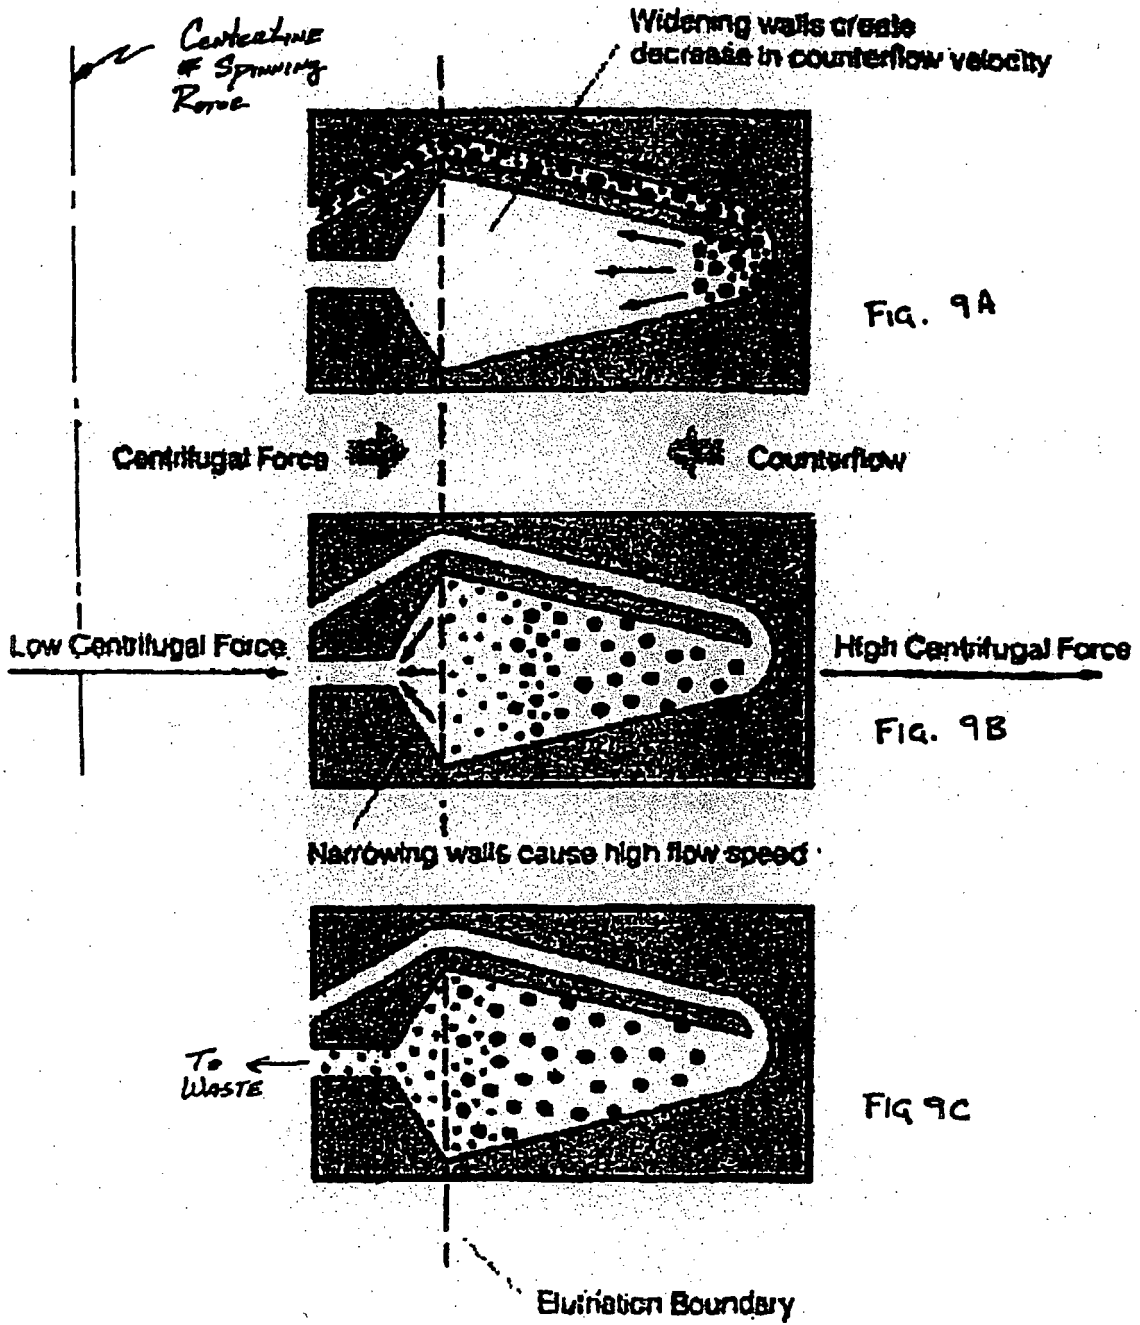 CENTERLINE
OF SPINNING
ROTOR
Widening walls create
decrease in counterflow velocity
FIG. 9A
Centrifugal Force
Counterflow
Low Centrifugal Force
High Centrifugal Force
FIG. 9B
Narrowing walls cause high flow speed
TO
WASTE
FIG 9C
Elutriation Boundary